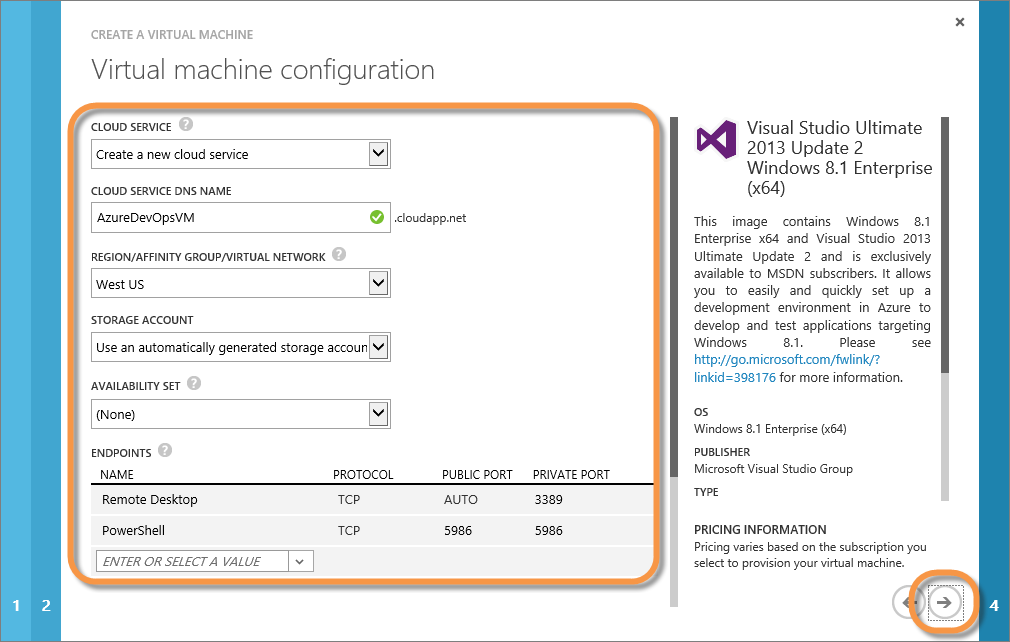 CREATE A VIRTUAL MACHINE
Virtual machine configuration
CLOUD SERVICE ?
Create a new cloud service
CLOUD SERVICE DNS NAME
AzureDevOpsVM .cloudapp.net
REGION/AFFINITY GROUP/VIRTUAL NETWORK ?
West US
STORAGE ACCOUNT
Use an automatically generated storage accoun
AVAILABILITY SET ?
(None)
ENDPOINTS ?
NAME PROTOCOL PUBLIC PORT PRIVATE PORT
Remote Desktop TCP AUTO 3389
PowerShell TCP 5986 5986
ENTER OR SELECT A VALUE
Visual Studio Ultimate
2013 Update 2
Windows 8.1 Enterprise
(x64)
This image contains Windows 8.1
Enterprise x64 and Visual Studio 2013
Ultimate Update 2 and is exclusively
available to MSDN subscribers. It allows
you to easily and quickly set up a
development environment in Azure to
develop and test applications targeting
Windows 8.1. Please see
http://go.microsoft.com/fwlink/?
linkid=398176 for more information.
OS
Windows 8.1 Enterprise (x64)
PUBLISHER
Microsoft Visual Studio Group
TYPE
PRICING INFORMATION
Pricing varies based on the subscription you
select to provision your virtual machine.
1 2 4